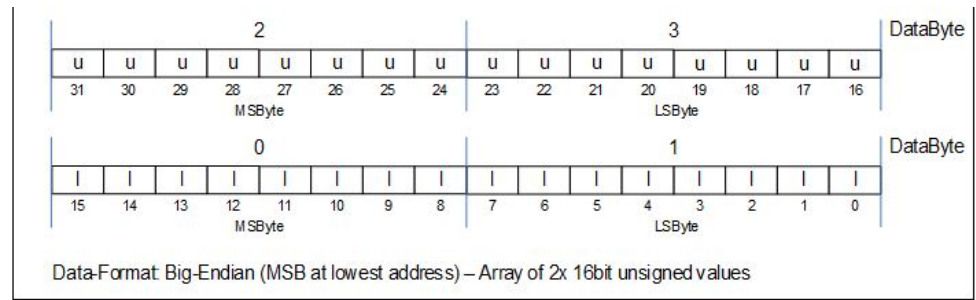 2 3 DataByte
u u u u u u u u u u u u u u u u
31 30 29 28 27 26 25 24 23 22 21 20 19 18 17 16
MSByte LSByte
0 1 DataByte
l l l l l l l l l l l l l l l l
15 14 13 12 11 10 9 8 7 6 5 4 3 2 1 0
MSByte LSByte
Data-Format: Big-Endian (MSB at lowest address) – Array of 2x 16bit unsigned values